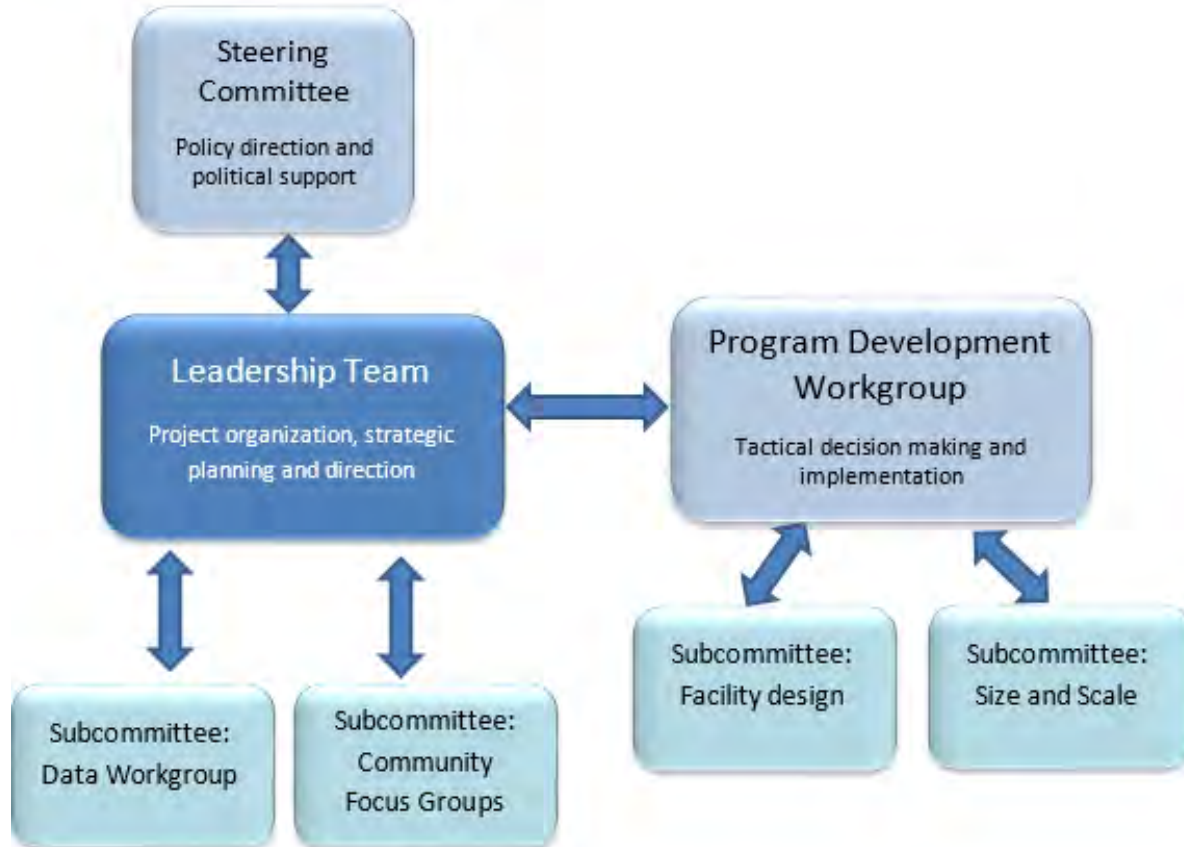 Steering
Committee
Policy direction and
political support
Leadership Team
Project organization, strategic
planning and direction
Program Development
Workgroup
Tactical decision making and
implementation
Subcommittee:
Data Workgroup
Subcommittee:
Community
Focus Groups
Subcommittee:
Facility design
Subcommittee:
Size and Scale